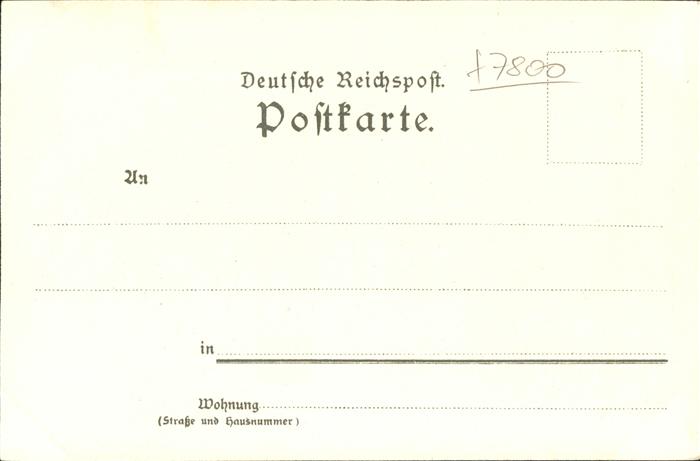 Deutsche Reichspost.
f 7800
Postkarte.
An
in
Wohnung
(Straße und Hausnummer)